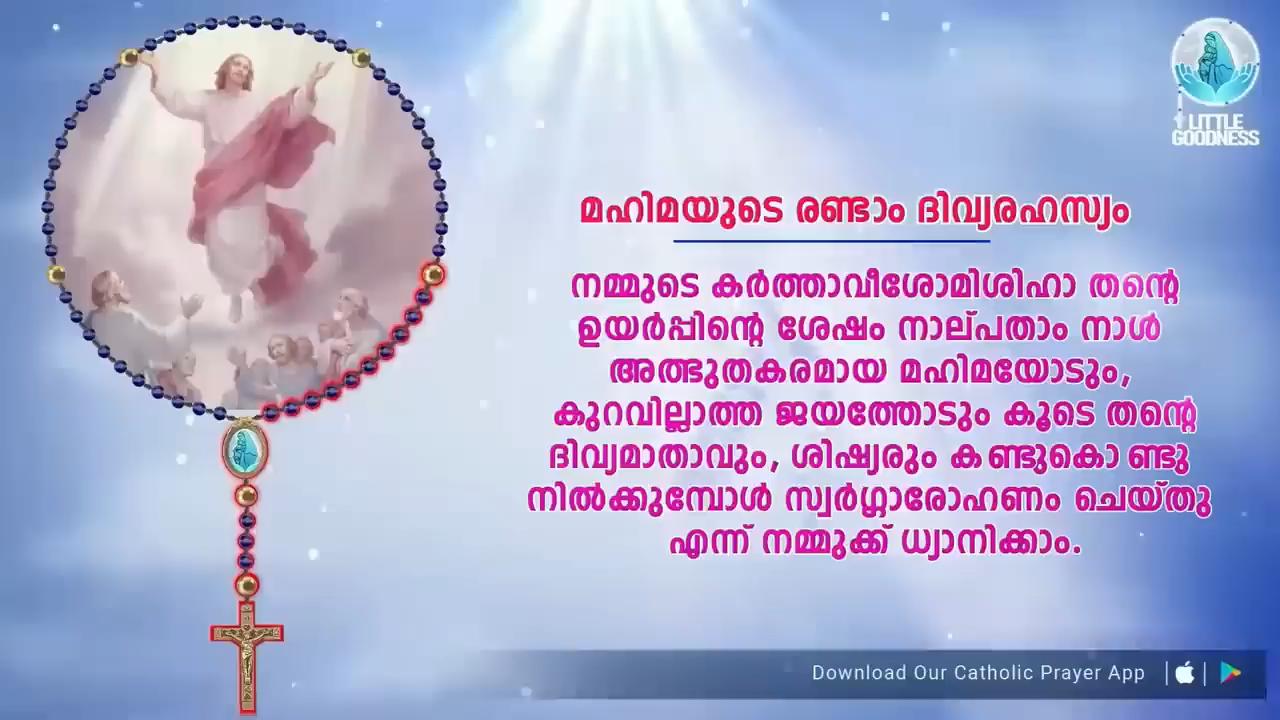 LITTLE
GOODNESS
മഹിമയുടെ രണ്ടാം ദിവ്യരഹസ്യം
നമ്മുടെ കർത്താവീശോമിശിഹാ തന്റെ
ഉയർപ്പിന്റെ ശേഷം നാല്പതാം നാൾ
അത്ഭുതകരമായ മഹിമയോടും,
കുറവില്ലാത്ത ജയത്തോടും കൂടെ തന്റെ
ദിവ്യമാതാവും, ശിഷ്യരും കണ്ടുകൊ ണ്ടു
നിൽക്കുമ്പോൾ സ്വർഗ്ഗാരോഹണം ചെയ്തു
എന്ന് നമ്മുക്ക് ധ്യാനിക്കാം.
Download Our Catholic Prayer App